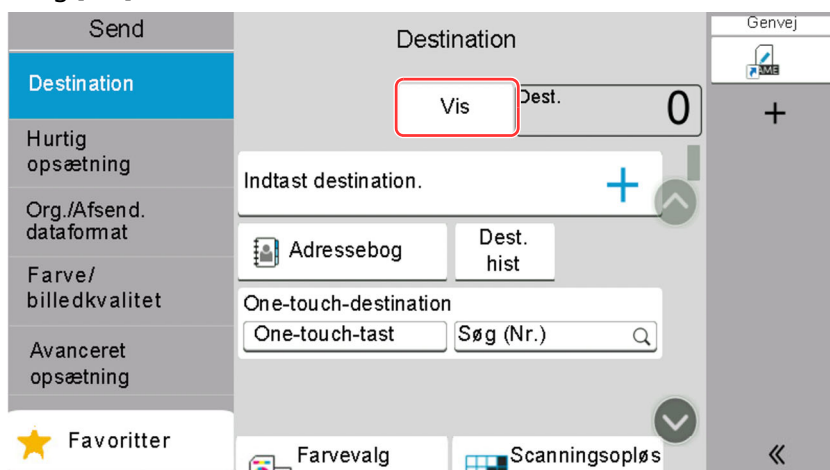 Send
Destination
Genvej
Destination
Vis
Dest.
0
Hurtig
opsætning
Indtast destination.
Org./Afsend.
dataformat
Adressebog
Dest.
hist
Farve/
billedkvalitet
One-touch-destination
One-touch-tast
Søg (Nr.)
Avanceret
opsætning
Favoritter
Farvevalg
Scanningsopløs